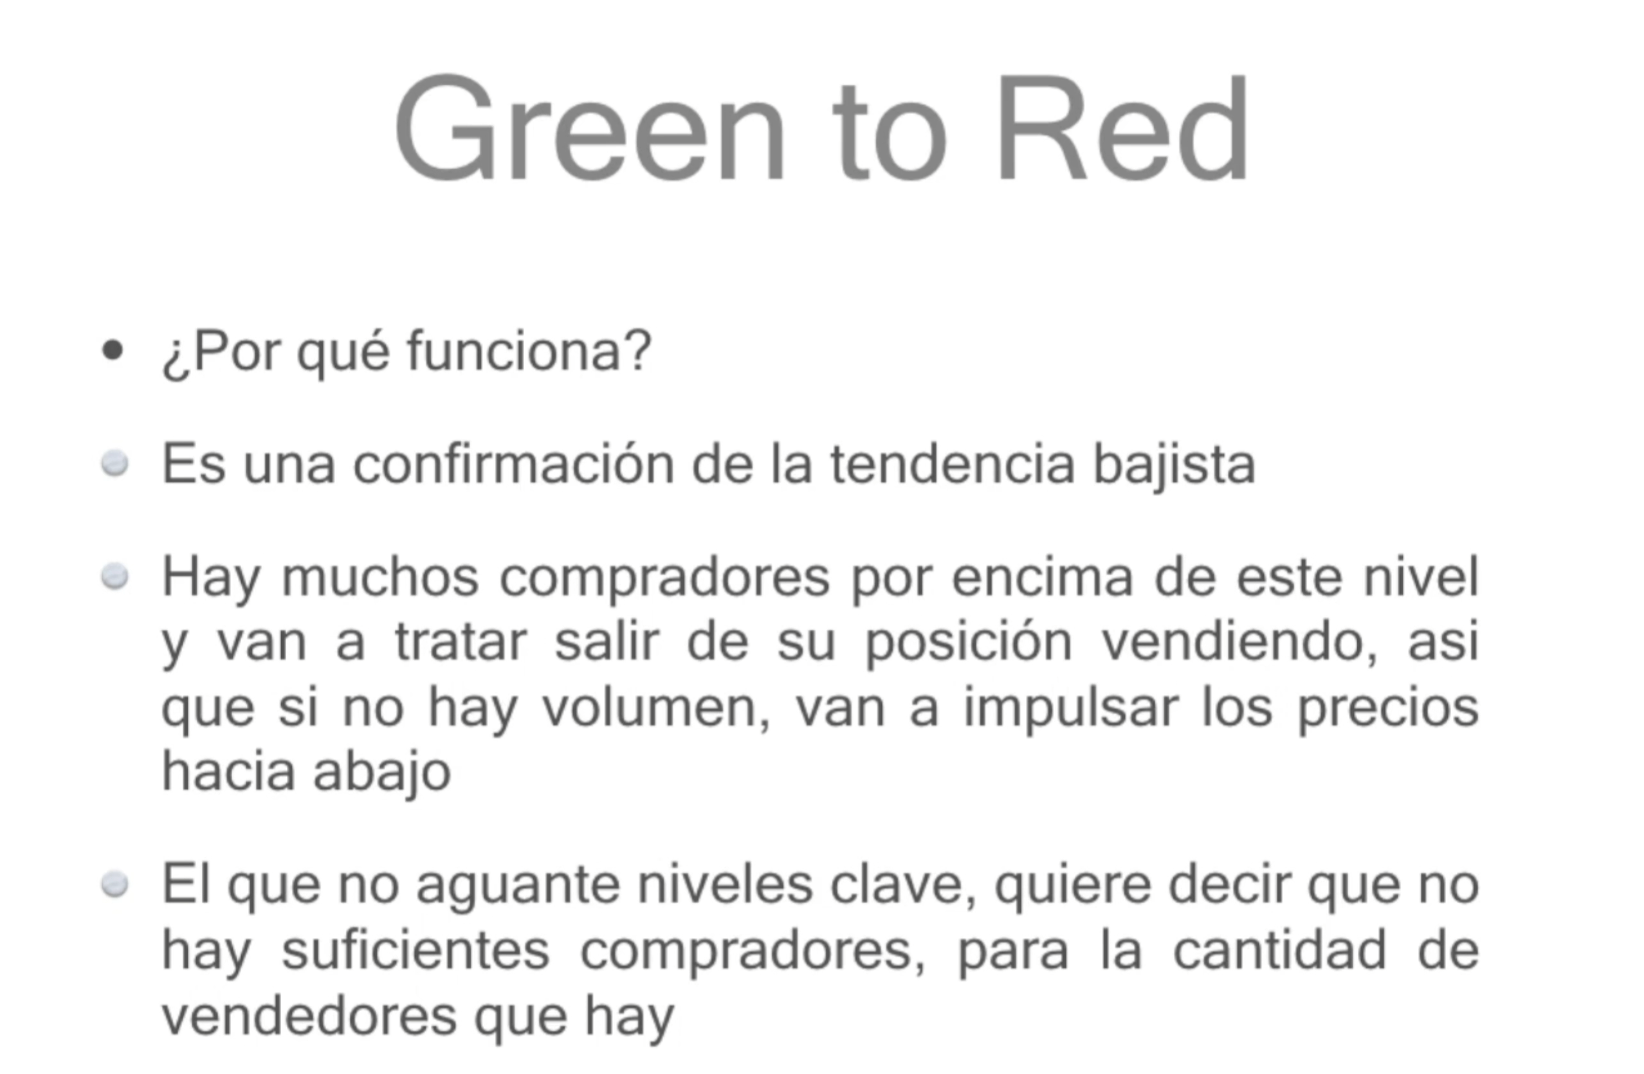 Green to Red
• ¿Por qué funciona?
Es una confirmación de la tendencia bajista
Hay muchos compradores por encima de este nivel
y van a tratar salir de su posición vendiendo, asi
que si no hay volumen, van a impulsar los precios
hacia abajo
El que no aguante niveles clave, quiere decir que no
hay suficientes compradores, para la cantidad de
vendedores que hay